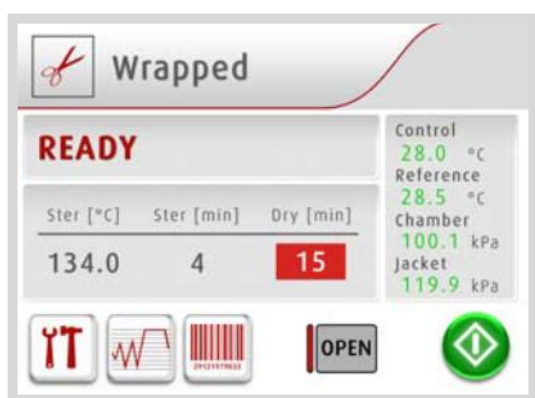 Wrapped
READY
Ster [°C] Ster [min] Dry [min]
134.0 4 15
Control
28.0 °C
Reference
28.5 °C
Chamber
100.1 kPa
Jacket
119.9 kPa
OPEN